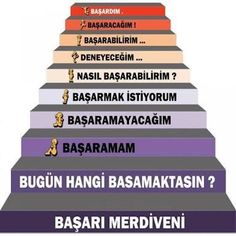 BAŞARDIM .
BAŞARACAĞIM !
BAŞARABİLİRİM ...
DENEYECEĞİM ...
NASIL BAŞARABİLİRİM ?
BAŞARMAK İSTİYORUM
BAŞARAMAYACAĞIM
BAŞARAMAM
BUGÜN HANGİ BASAMAKTASIN ?
BAŞARI MERDİVENİ